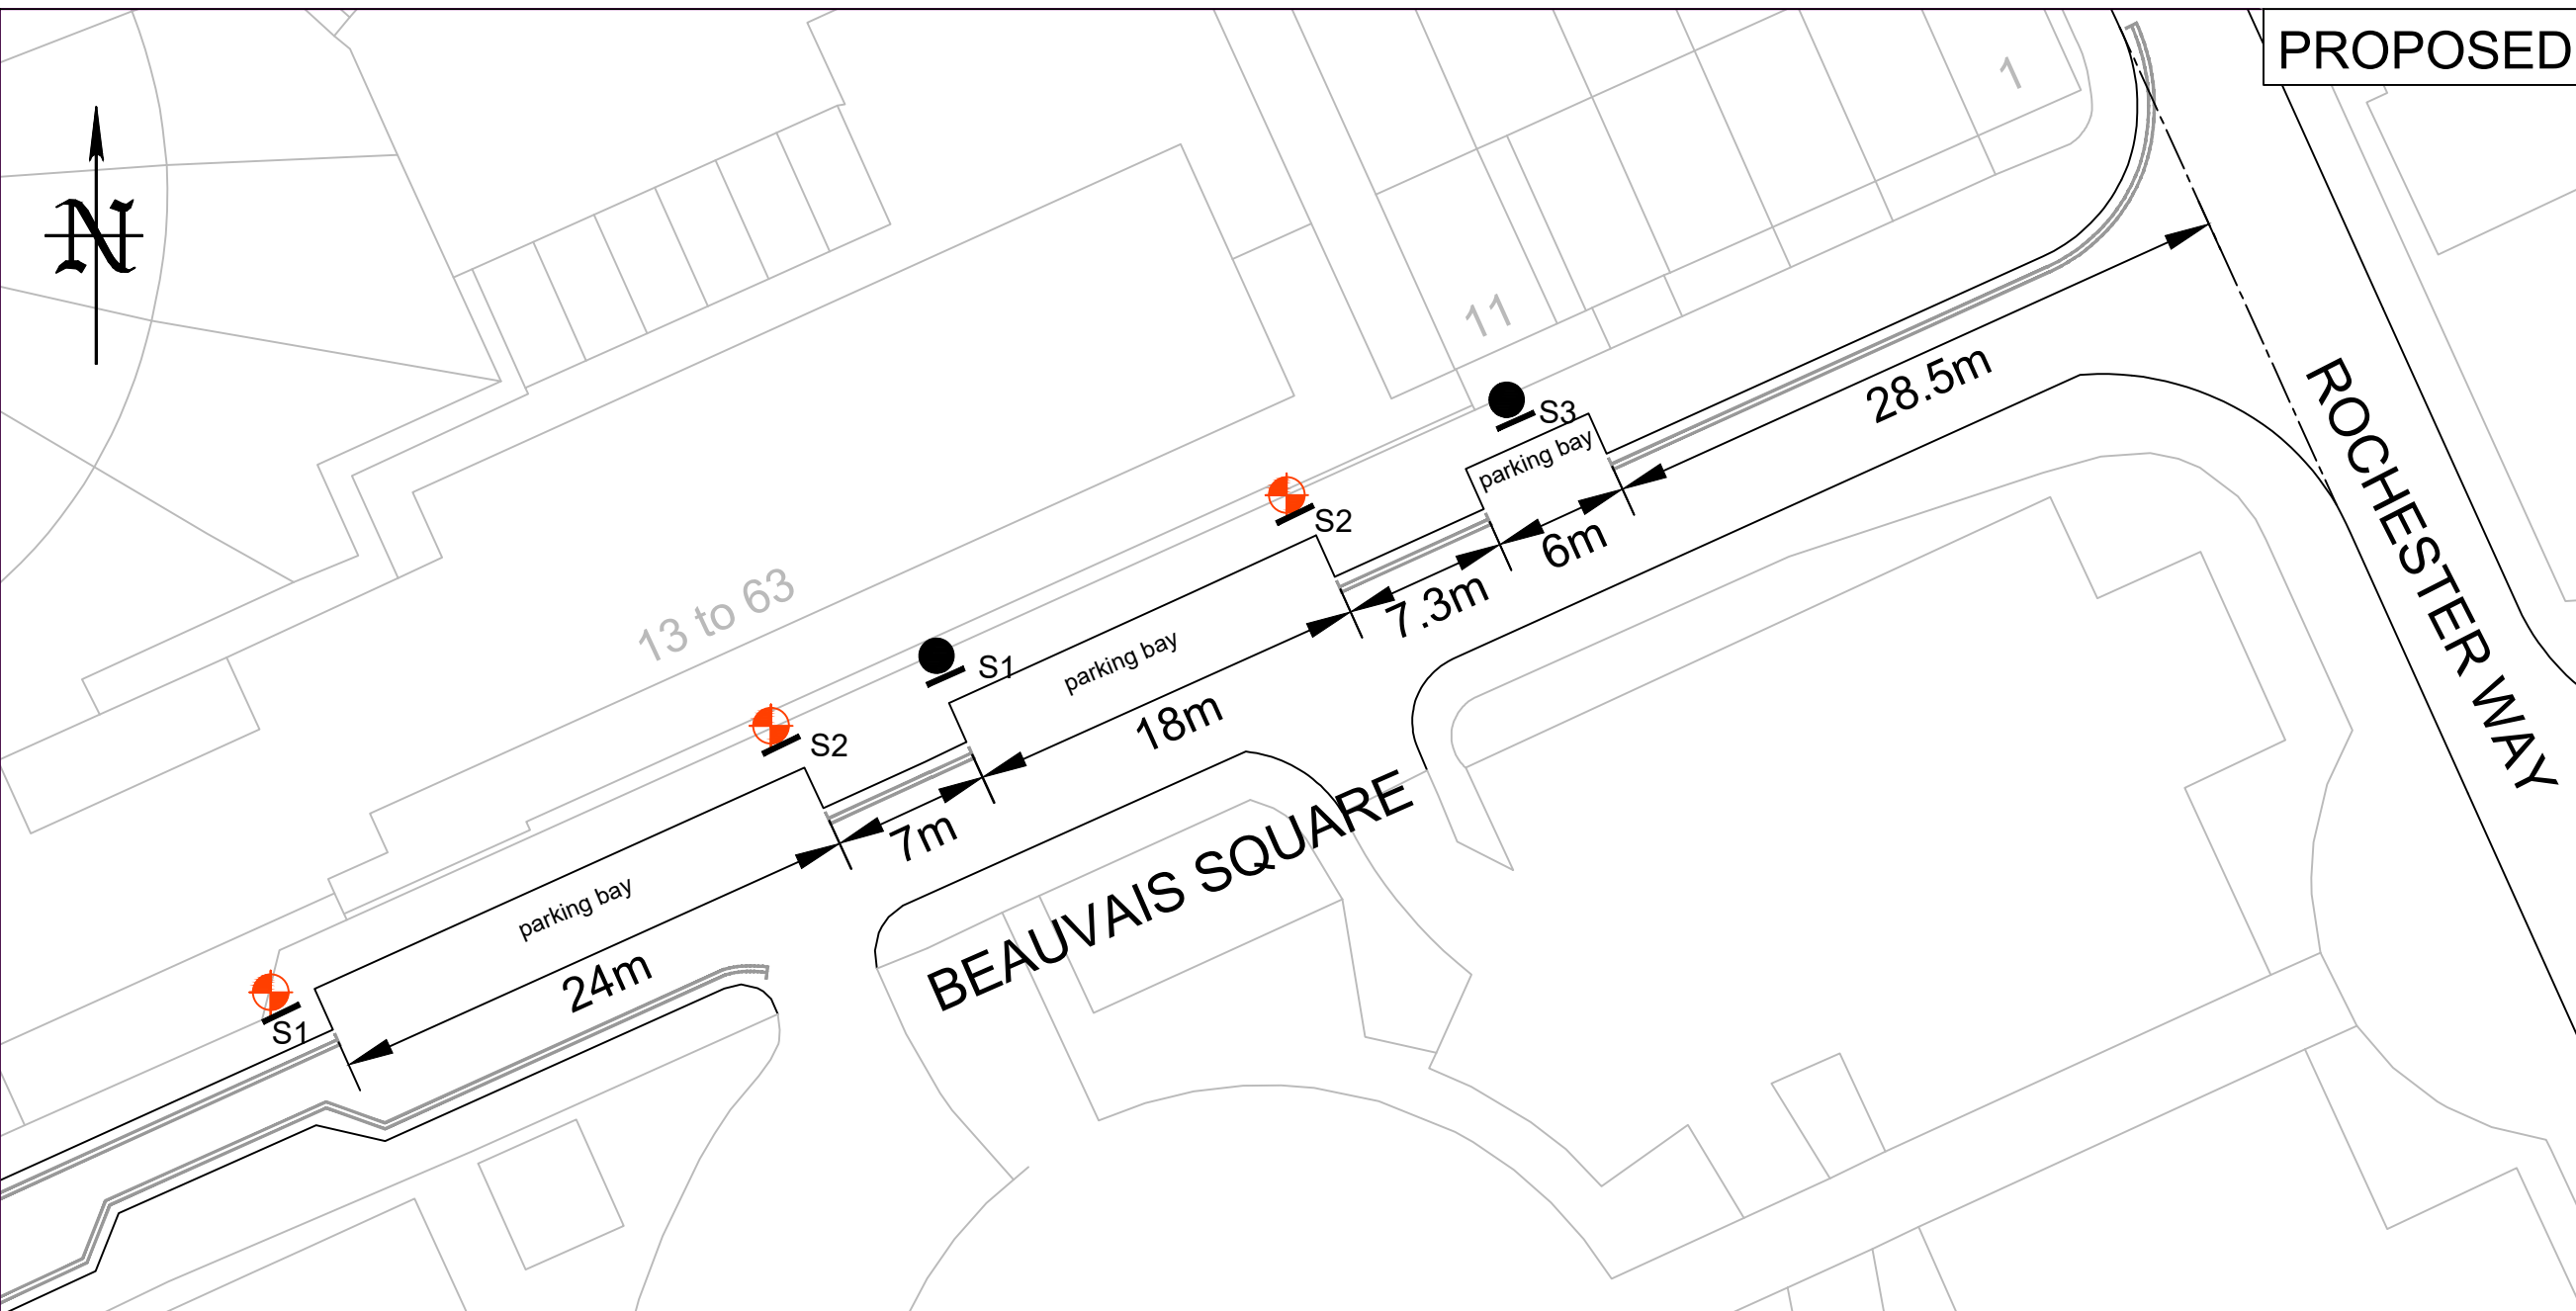 PROPOSED
N
1
11
28.5m
ROCHESTER WAY
S3
parking bay
6m
S2
7.3m
13 to 63
S1
parking bay
18m
S2
7m
BEAUVAIS SQUARE
parking bay
24m
S1